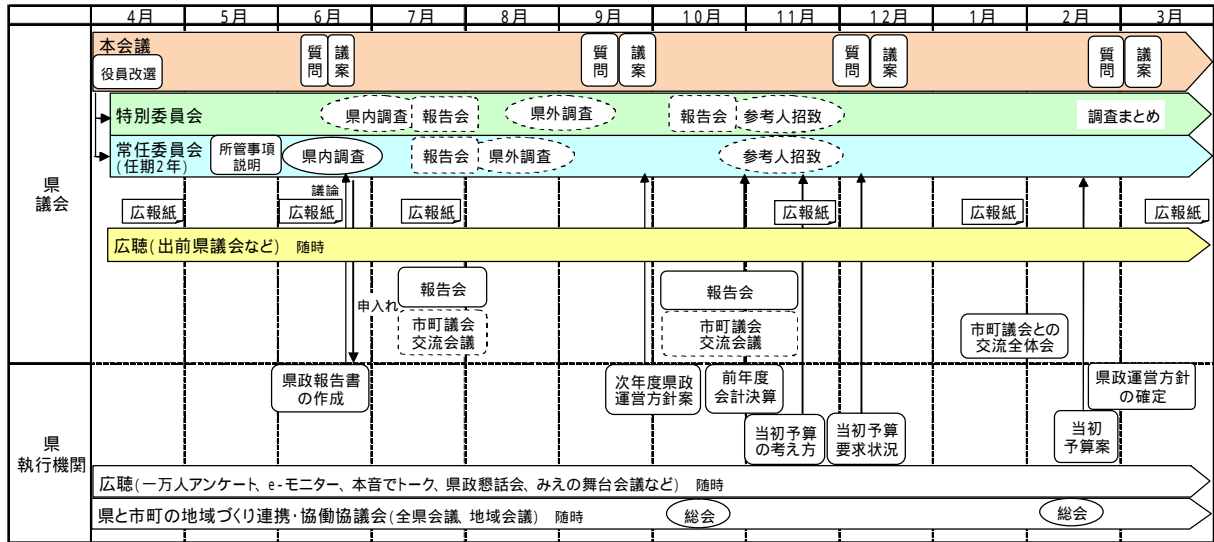 4月 5月 6月 7月 8月 9月 10月 11月 12月 1月 2月 3月
本会議
役員改選
質問 議案 質問 議案 質問 議案 質問 議案
特別委員会
県内調査 報告会 県外調査 報告会 参考人招致 調査まとめ
常任委員会
(任期2年)
所管事項
説明
県内調査 報告会 県外調査 参考人招致
県
議会
議論
広報紙 広報紙 広報紙 広報紙 広報紙 広報紙
広聴(出前県議会など) 随時
報告会 報告会
申入れ
市町議会
交流会議
市町議会
交流会議
市町議会との
交流全体会
県
執行機関
県政報告書
の作成
次年度県政
運営方針案
前年度
会計決算
県政運営方針
の確定
当初予算
の考え方
当初予算
要求状況
当初
予算案
広聴(一万人アンケート、e-モニター、本音でトーク、県政懇話会、みえの舞台会議など) 随時
県と市町の地域づくり連携・協働協議会(全県会議、地域会議) 随時 総会 総会